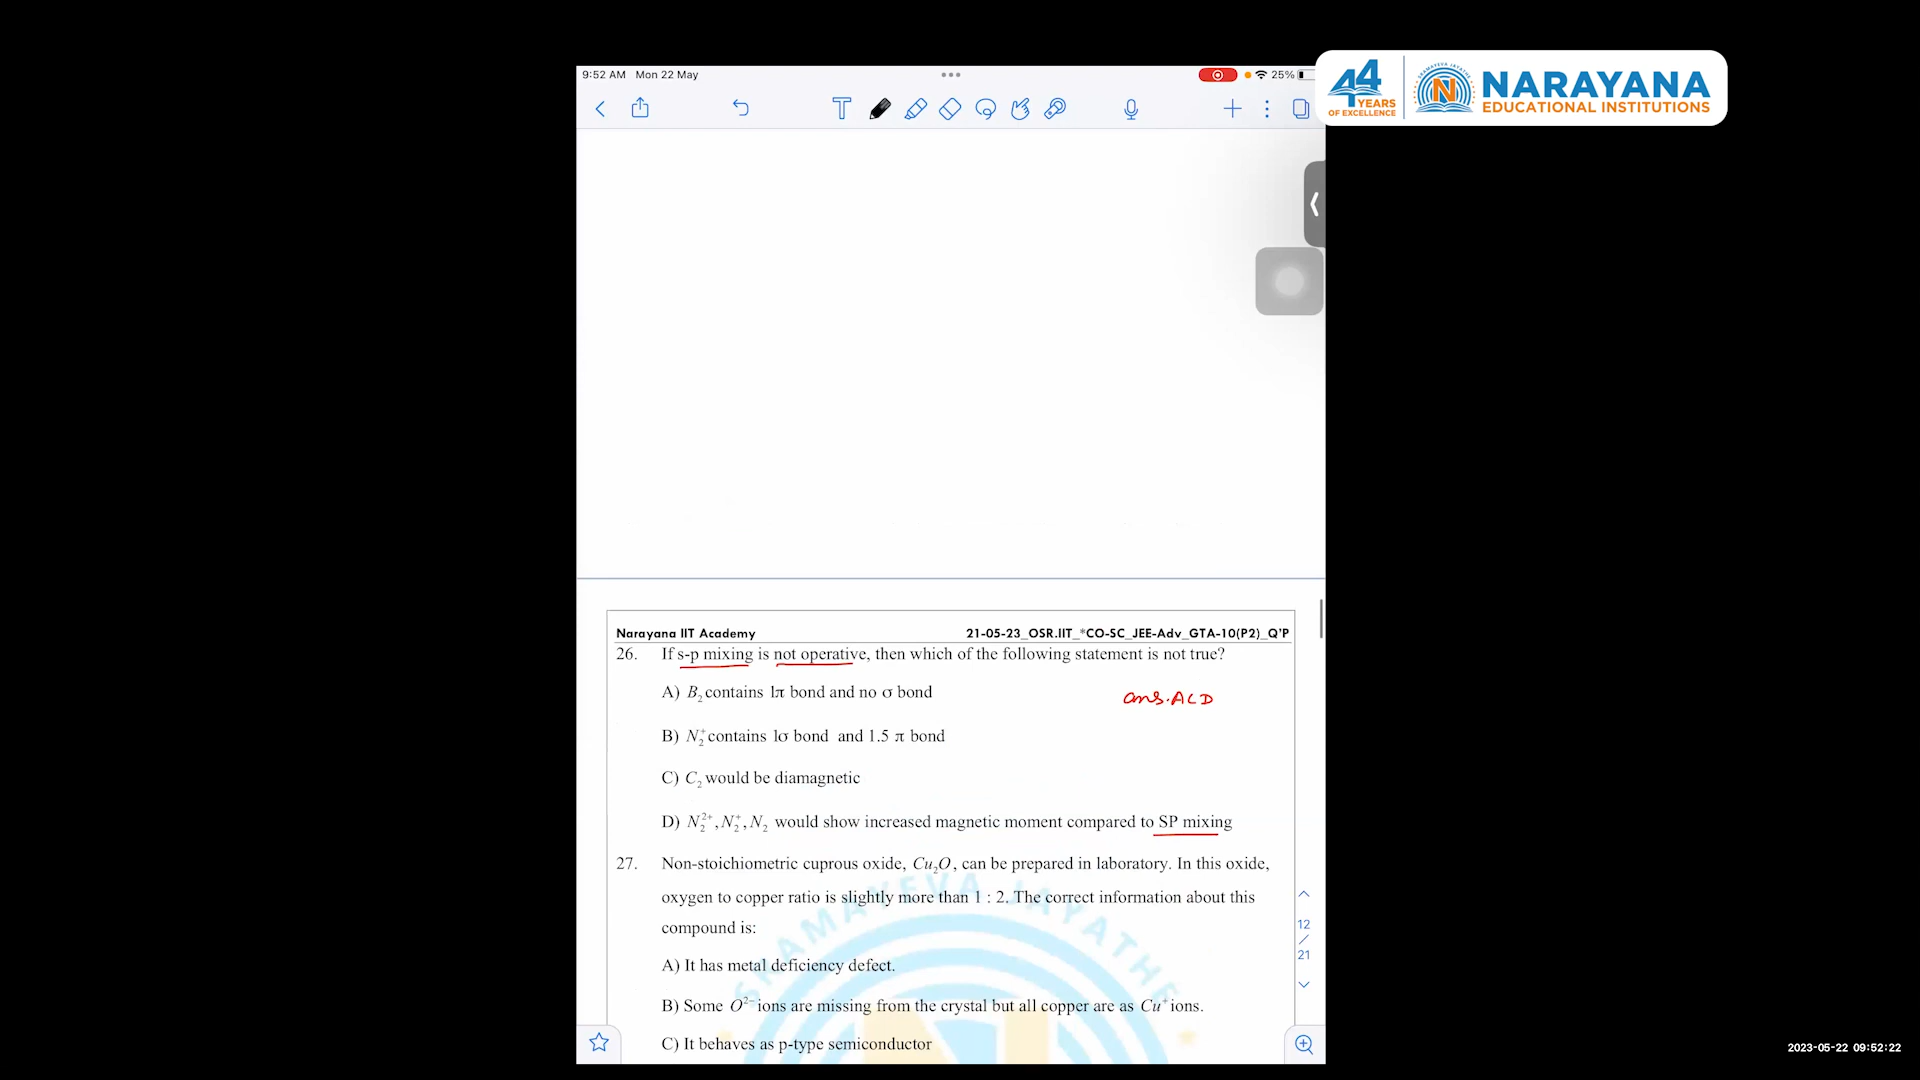 9:52 AM Mon 22 May
25%
44 YEARS OF EXCELLENCE
NARAYANA
EDUCATIONAL INSTITUTIONS
Narayana IIT Academy 21-05-23_OSR.IIT_*CO-SC_JEE-Adv_GTA-10(P2)_Q'P
26. If s-p mixing is not operative, then which of the following statement is not true?
A) B₂ contains 1π bond and no σ bond
ans. ACD
B) N₂⁺ contains 1σ bond and 1.5 π bond
C) C₂ would be diamagnetic
D) N₂²⁺, N₂⁺, N₂ would show increased magnetic moment compared to SP mixing
27. Non-stoichiometric cuprous oxide, Cu₂O, can be prepared in laboratory. In this oxide,
oxygen to copper ratio is slightly more than 1 : 2. The correct information about this
compound is:
A) It has metal deficiency defect.
B) Some O²⁻ ions are missing from the crystal but all copper are as Cu⁺ ions.
C) It behaves as p-type semiconductor
SHAMAYEVA JAYATHE
12
/
21
2023-05-22 09:52:22